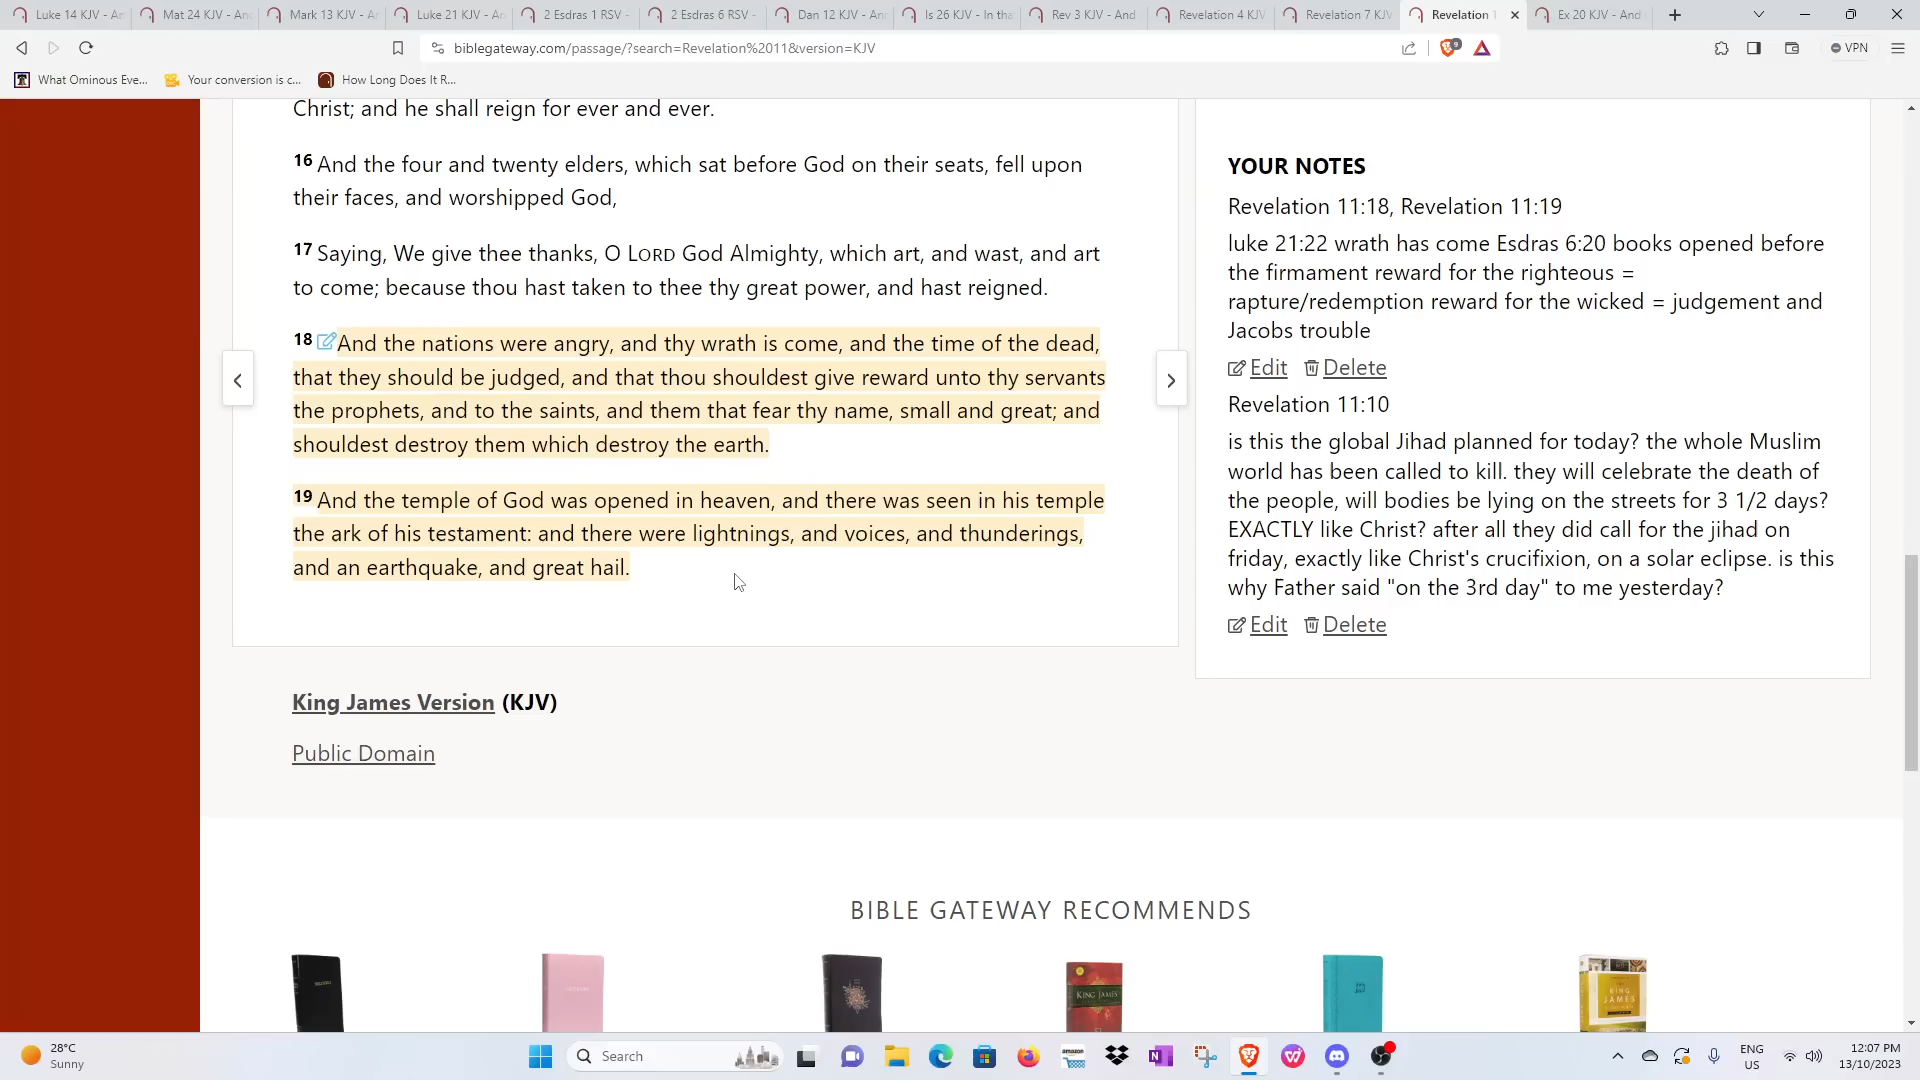 Luke 14 KJV - An
Mat 24 KJV - An
Mark 13 KJV - Ar
Luke 21 KJV - An
2 Esdras 1 RSV -
2 Esdras 6 RSV -
Dan 12 KJV - An
Is 26 KJV - In tha
Rev 3 KJV - And
Revelation 4 KJV
Revelation 7 KJV
Revelation 1
Ex 20 KJV - And
biblegateway.com/passage/?search=Revelation%2011&version=KJV
9
VPN
What Ominous Eve...
Your conversion is c...
How Long Does It R...
Christ; and he shall reign for ever and ever.
16 And the four and twenty elders, which sat before God on their seats, fell upon
their faces, and worshipped God,
17 Saying, We give thee thanks, O LORD God Almighty, which art, and wast, and art
to come; because thou hast taken to thee thy great power, and hast reigned.
18 And the nations were angry, and thy wrath is come, and the time of the dead,
that they should be judged, and that thou shouldest give reward unto thy servants
the prophets, and to the saints, and them that fear thy name, small and great; and
shouldest destroy them which destroy the earth.
19 And the temple of God was opened in heaven, and there was seen in his temple
the ark of his testament: and there were lightnings, and voices, and thunderings,
and an earthquake, and great hail.
King James Version (KJV)
Public Domain
YOUR NOTES
Revelation 11:18, Revelation 11:19
luke 21:22 wrath has come Esdras 6:20 books opened before
the firmament reward for the righteous =
rapture/redemption reward for the wicked = judgement and
Jacobs trouble
Edit Delete
Revelation 11:10
is this the global Jihad planned for today? the whole Muslim
world has been called to kill. they will celebrate the death of
the people, will bodies be lying on the streets for 3 1/2 days?
EXACTLY like Christ? after all they did call for the jihad on
friday, exactly like Christ's crucifixion, on a solar eclipse. is this
why Father said "on the 3rd day" to me yesterday?
Edit Delete
BIBLE GATEWAY RECOMMENDS
KING JAMES
28°C
Sunny
Search
amazon
ENG
US
12:07 PM
13/10/2023